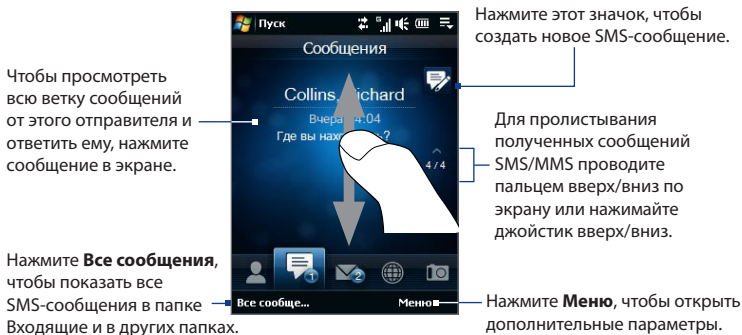 Нажмите этот значок, чтобы
создать новое SMS-сообщение.
Чтобы просмотреть
всю ветку сообщений
от этого отправителя и
ответить ему, нажмите
сообщение в экране.
Для пролистывания
полученных сообщений
SMS/MMS проводите
пальцем вверх/вниз по
экрану или нажимайте
джойстик вверх/вниз.
Нажмите Все сообщения,
чтобы показать все
SMS-сообщения в папке
Входящие и в других папках.
Нажмите Меню, чтобы открыть
дополнительные параметры.
Пуск
G
Сообщения
Collins, Richard
Вчера 4:04
Где вы
4 / 4
1
2
Все сообще...
Меню